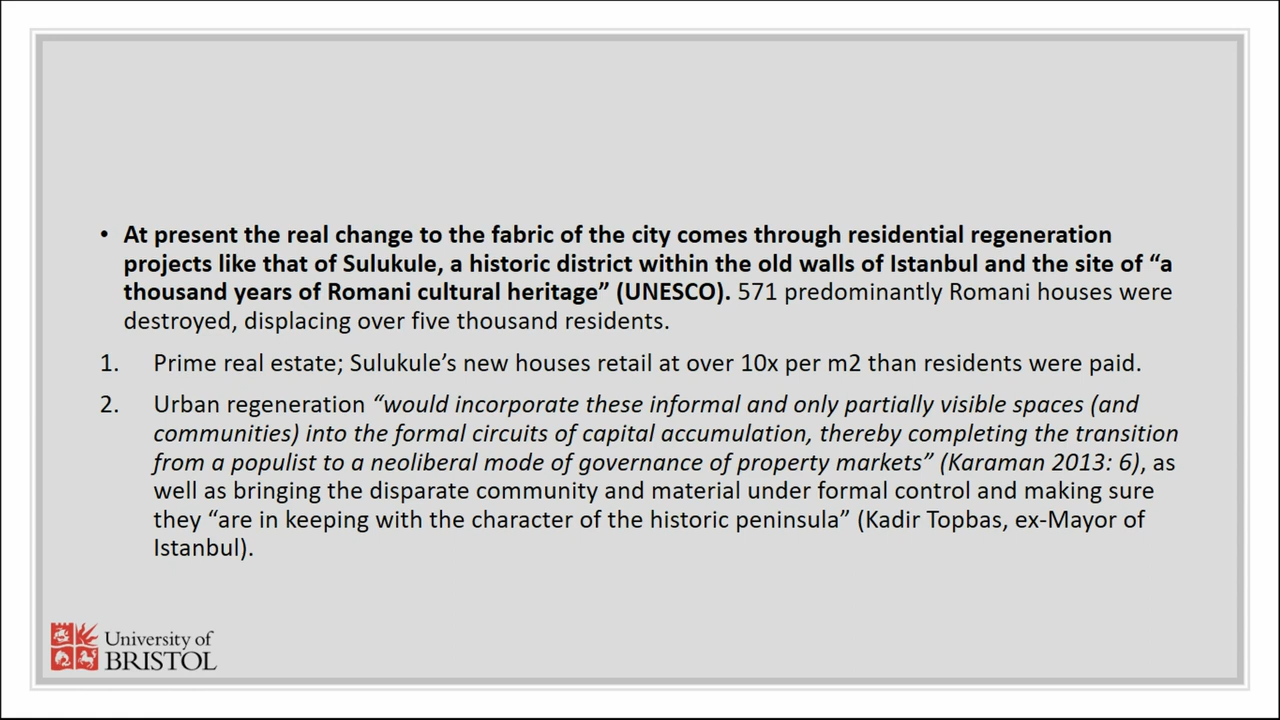 • At present the real change to the fabric of the city comes through residential regeneration
projects like that of Sulukule, a historic district within the old walls of Istanbul and the site of “a
thousand years of Romani cultural heritage” (UNESCO). 571 predominantly Romani houses were
destroyed, displacing over five thousand residents.
1. Prime real estate; Sulukule’s new houses retail at over 10x per m2 than residents were paid.
2. Urban regeneration “would incorporate these informal and only partially visible spaces (and
communities) into the formal circuits of capital accumulation, thereby completing the transition
from a populist to a neoliberal mode of governance of property markets” (Karaman 2013: 6), as
well as bringing the disparate community and material under formal control and making sure
they “are in keeping with the character of the historic peninsula” (Kadir Topbas, ex-Mayor of
Istanbul).
University of
BRISTOL